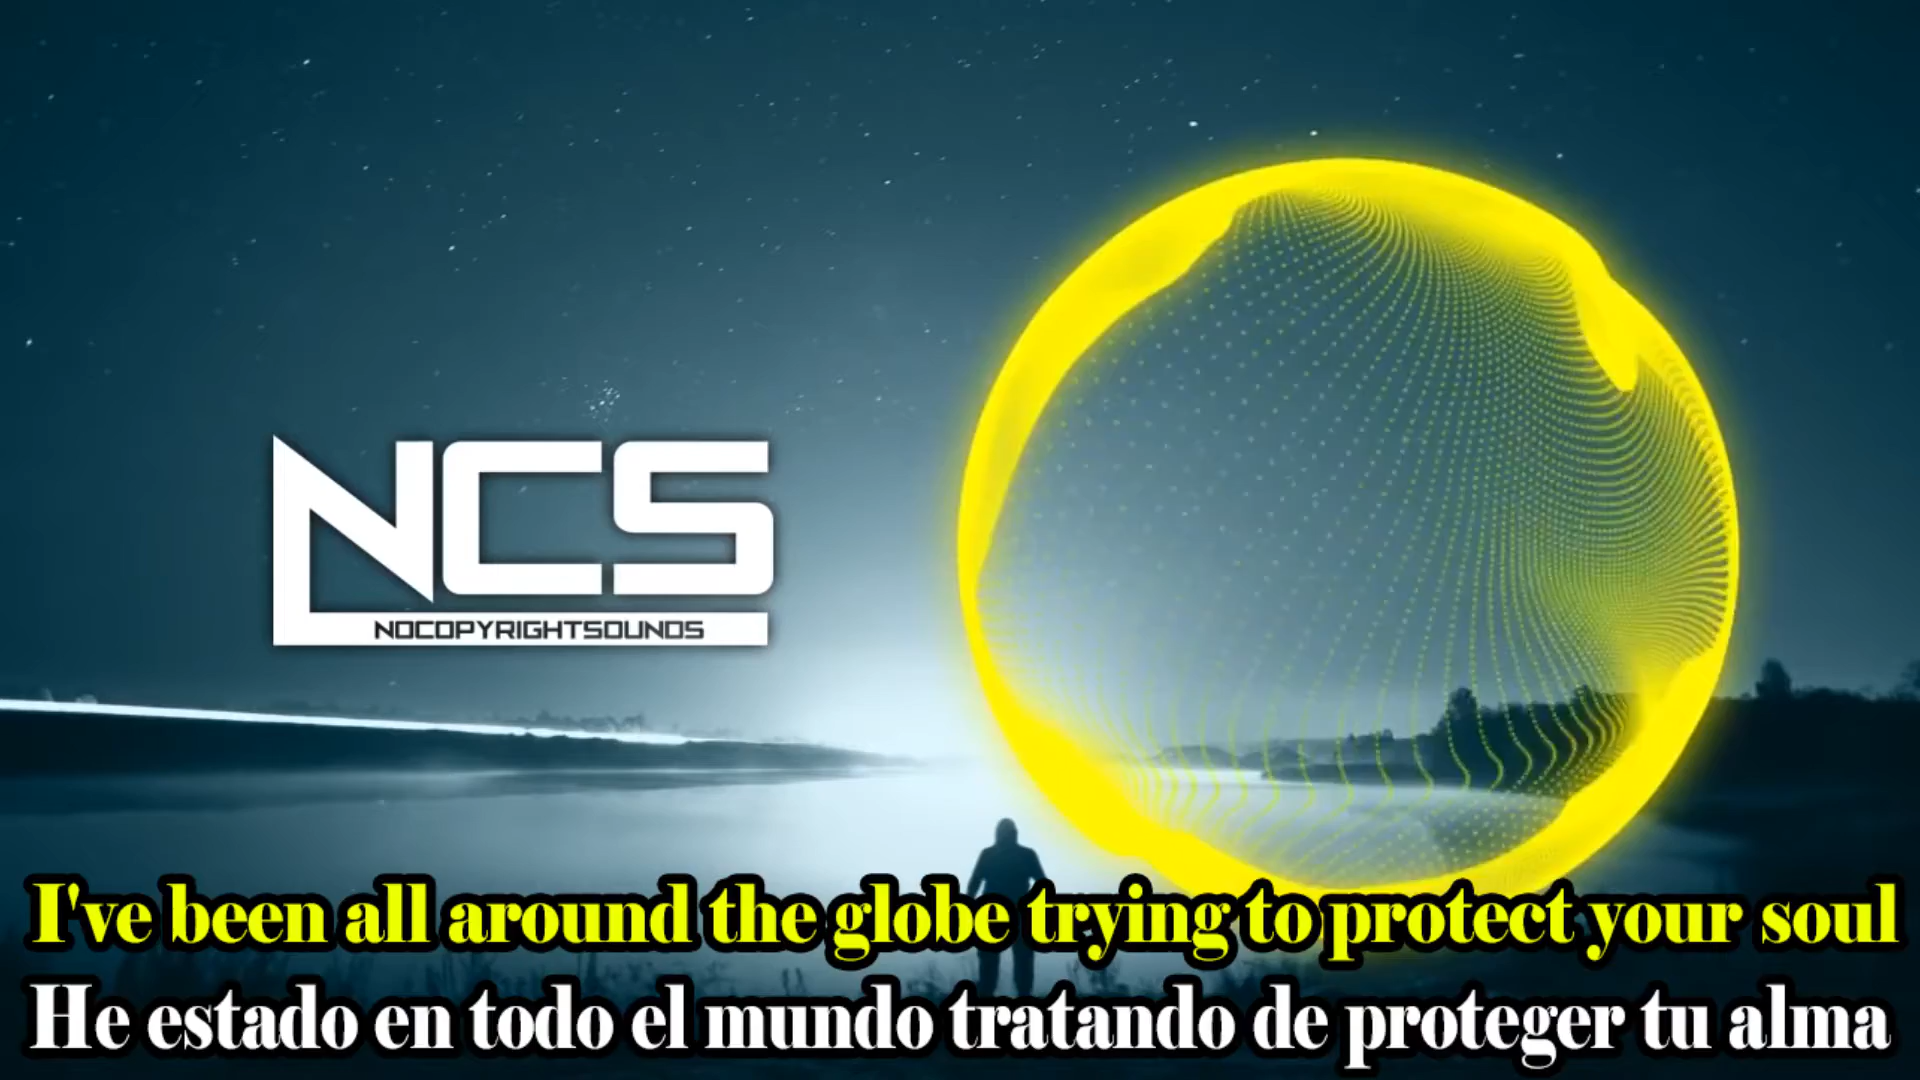 NCS
NOCOPYRIGHTSOUNDS
I've been all around the globe trying to protect your soul
He estado en todo el mundo tratando de proteger tu alma